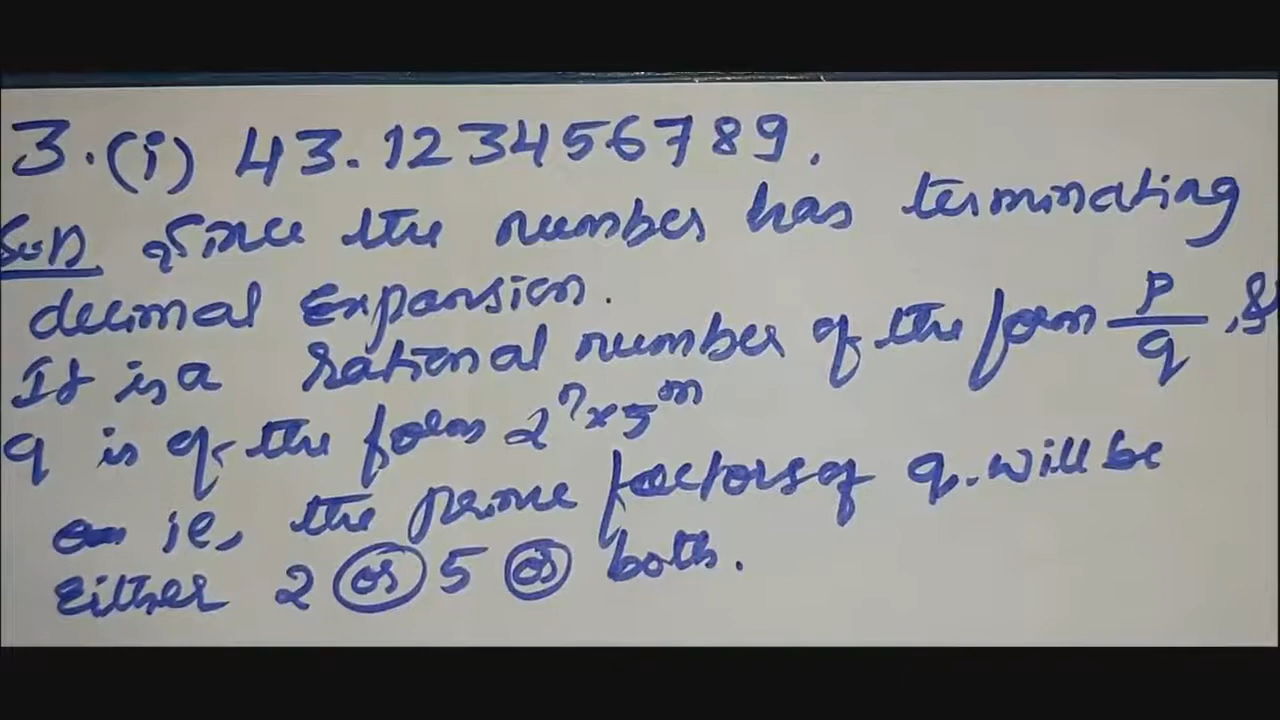 3.(i) 43.123456789.
Soln Since the number has terminating
decimal Expansion.
It is a rational number of the form p/q, &
q is of the form 2ⁿ×5ᵐ
ie, the prime factors of q. will be
Either 2 or 5 or both.